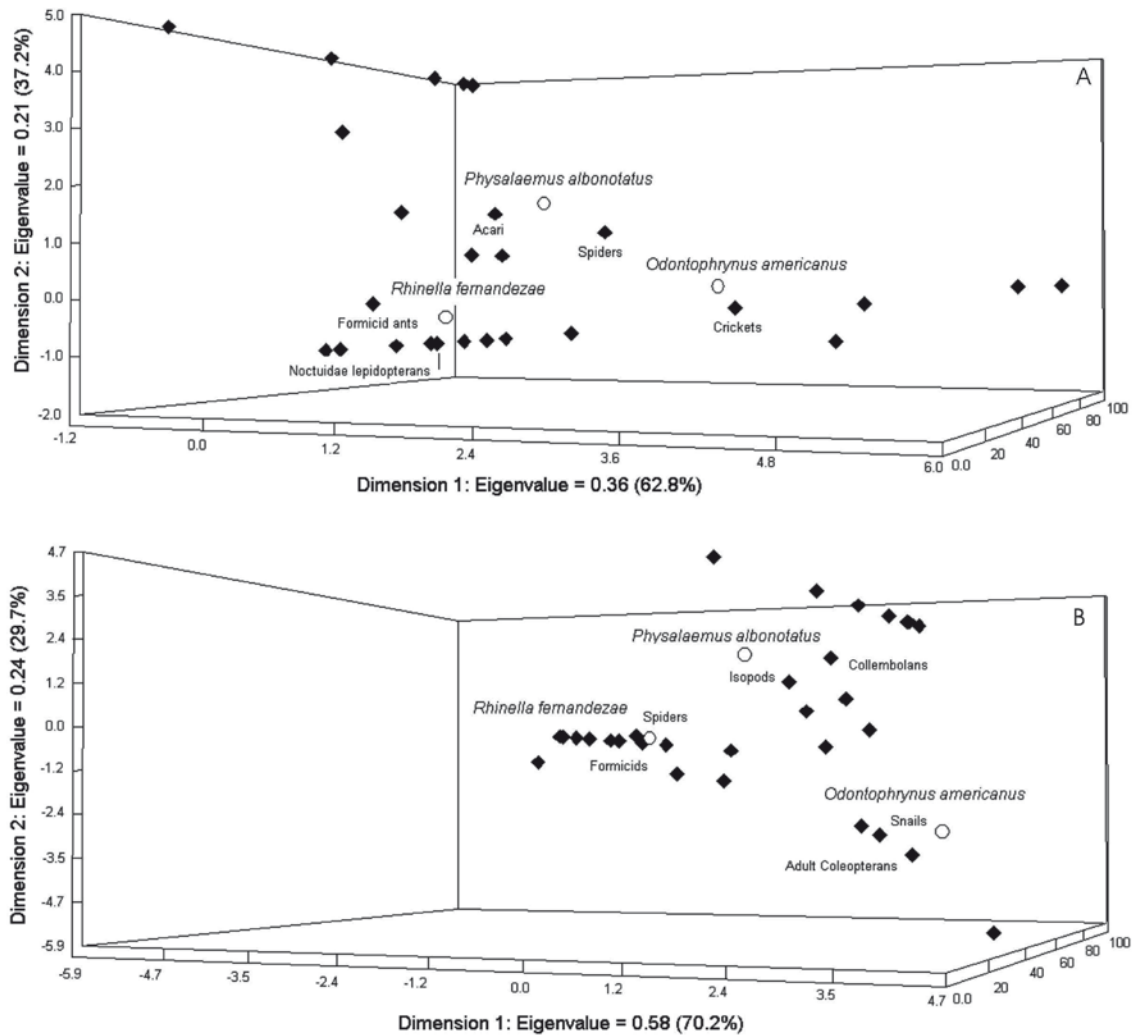 A
5.0
4.0
3.0
2.0
1.0
0.0
-1.0
-2.0
Dimension 2: Eigenvalue = 0.21 (37.2%)
Physalaemus albonotatus
Acari
Spiders
Odontophrynus americanus
Rhinella fernandezae
Formicid ants
Crickets
Noctuidae lepidopterans
-1.2 0.0 1.2 2.4 3.6 4.8 6.0
0.0 20 40 60 80 100
Dimension 1: Eigenvalue = 0.36 (62.8%)
B
4.7
3.5
2.4
1.2
0.0
-1.2
-2.4
-3.5
-4.7
-5.9
Dimension 2: Eigenvalue = 0.24 (29.7%)
Physalaemus albonotatus
Isopods
Collembolans
Rhinella fernandezae
Spiders
Formicids
Odontophrynus americanus
Snails
Adult Coleopterans
-5.9 -4.7 -3.5 -2.4 -1.2 0.0 1.2 2.4 3.5 4.7
0.0 20 40 60 80 100
Dimension 1: Eigenvalue = 0.58 (70.2%)